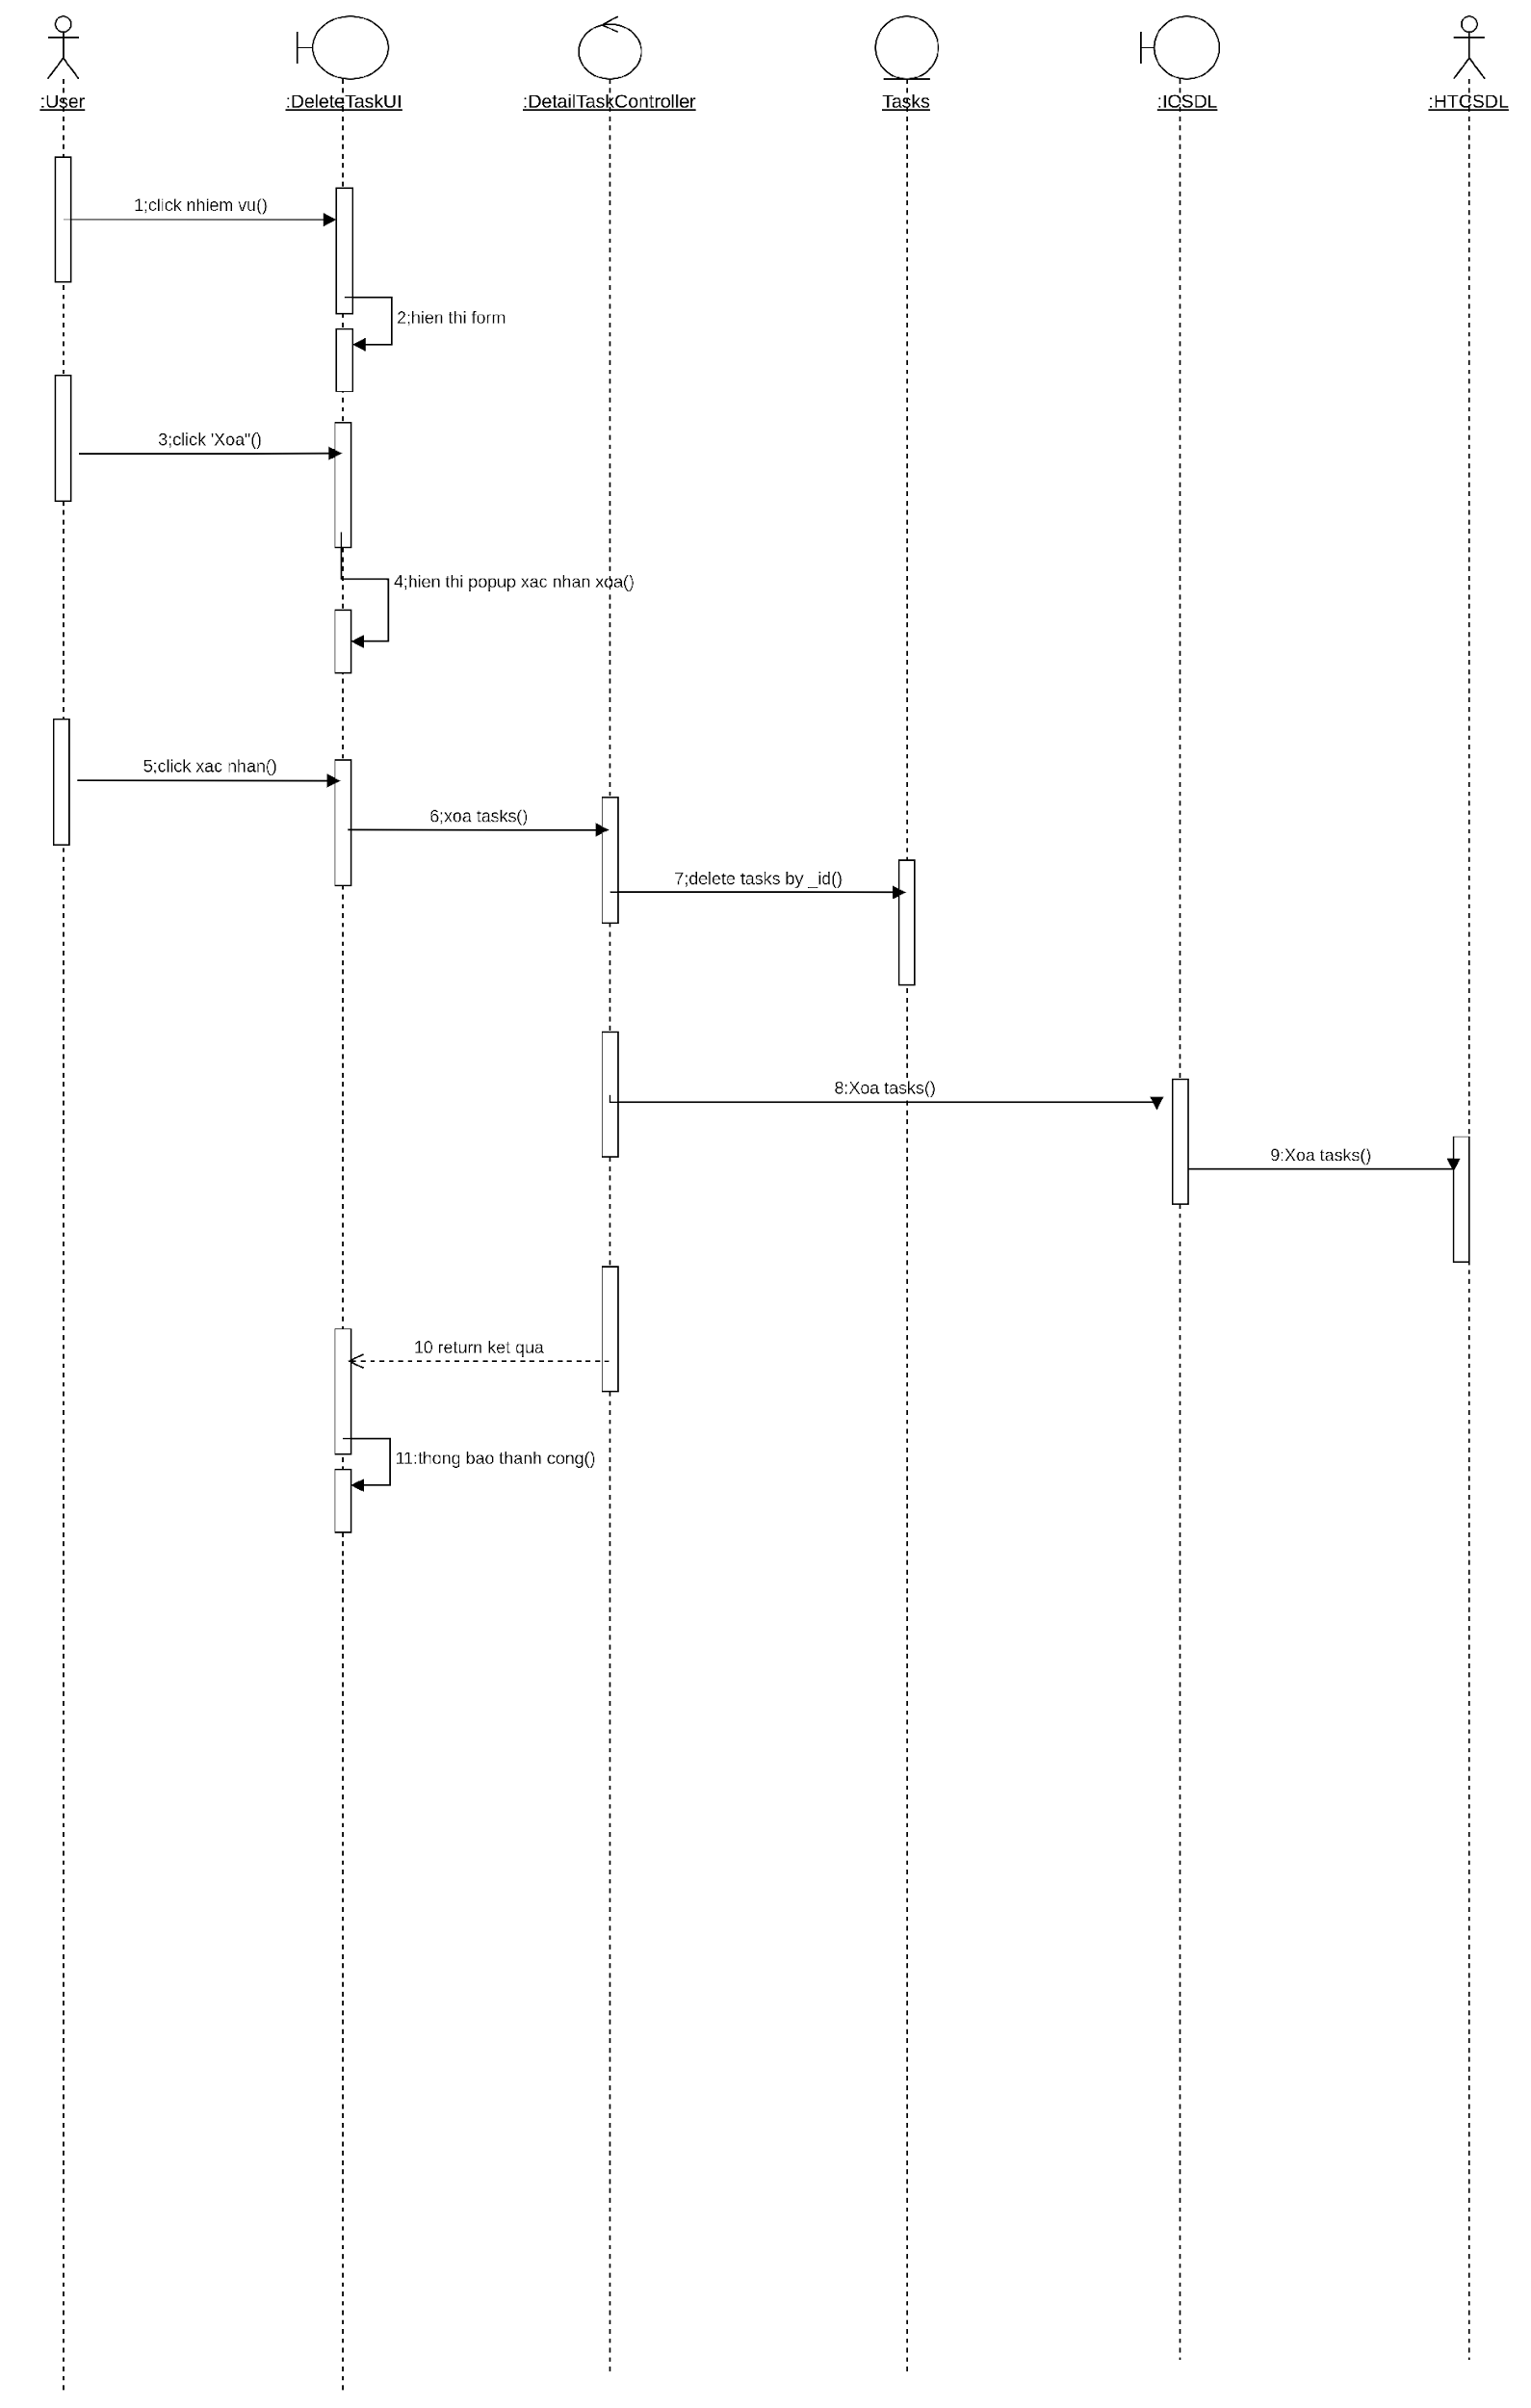 :User
:DeleteTaskUI
:DetailTaskController
Tasks
:ICSDL
:HTCSDL
1;click nhiem vu()
2;hien thi form
3;click 'Xoa"()
4;hien thi popup xac nhan xoa()
5;click xac nhan()
6;xoa tasks()
7;delete tasks by _id()
8:Xoa tasks()
9:Xoa tasks()
10 return ket qua
11:thong bao thanh cong()